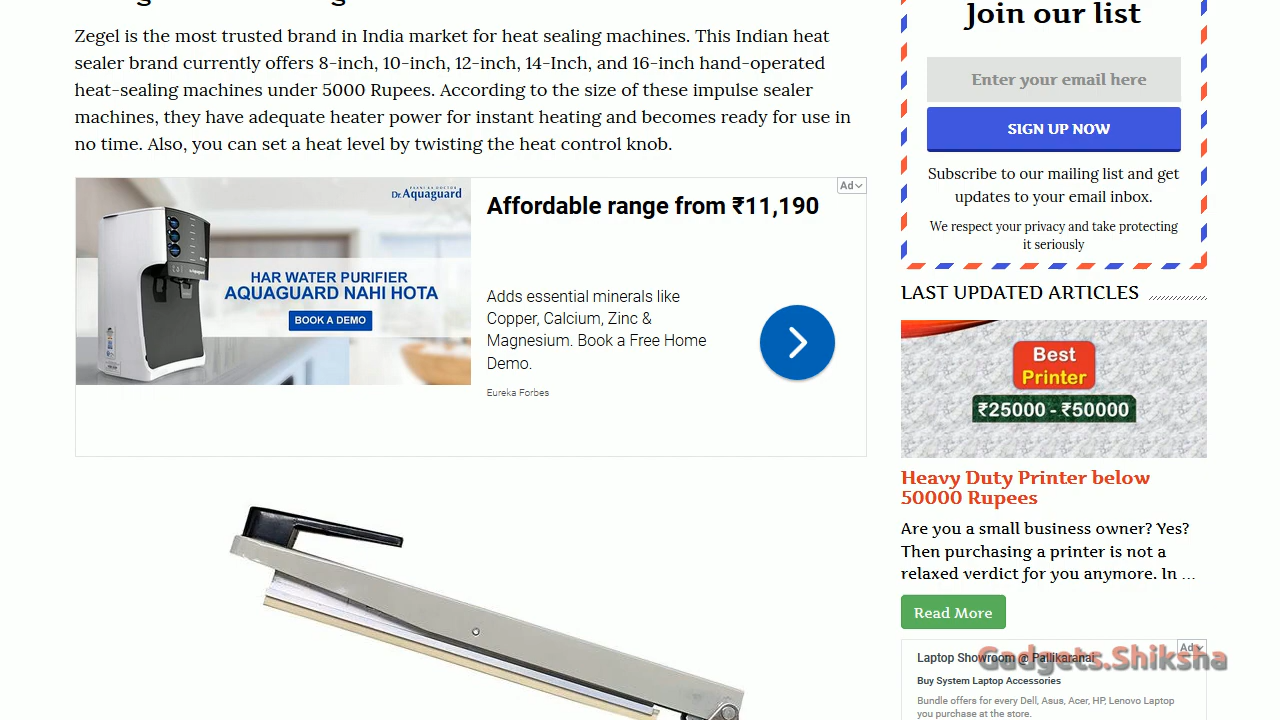 Zegel is the most trusted brand in India market for heat sealing machines. This Indian heat
sealer brand currently offers 8-inch, 10-inch, 12-inch, 14-Inch, and 16-inch hand-operated
heat-sealing machines under 5000 Rupees. According to the size of these impulse sealer
machines, they have adequate heater power for instant heating and becomes ready for use in
no time. Also, you can set a heat level by twisting the heat control knob.
Dr. Aquaguard
HAR WATER PURIFIER
AQUAGUARD NAHI HOTA
BOOK A DEMO
Ad
Affordable range from ₹11,190
Adds essential minerals like
Copper, Calcium, Zinc &
Magnesium. Book a Free Home
Demo.
Eureka Forbes
Join our list
Enter your email here
SIGN UP NOW
Subscribe to our mailing list and get
updates to your email inbox.
We respect your privacy and take protecting
it seriously
LAST UPDATED ARTICLES
Best
Printer
₹25000 - ₹50000
Heavy Duty Printer below
50000 Rupees
Are you a small business owner? Yes?
Then purchasing a printer is not a
relaxed verdict for you anymore. In ...
Read More
Ad
Laptop Showroom @ Pallikaranai
Gadgets.Shiksha
Buy System Laptop Accessories
Bundle offers for every Dell, Asus, Acer, HP, Lenovo Laptop
you purchase at the store.